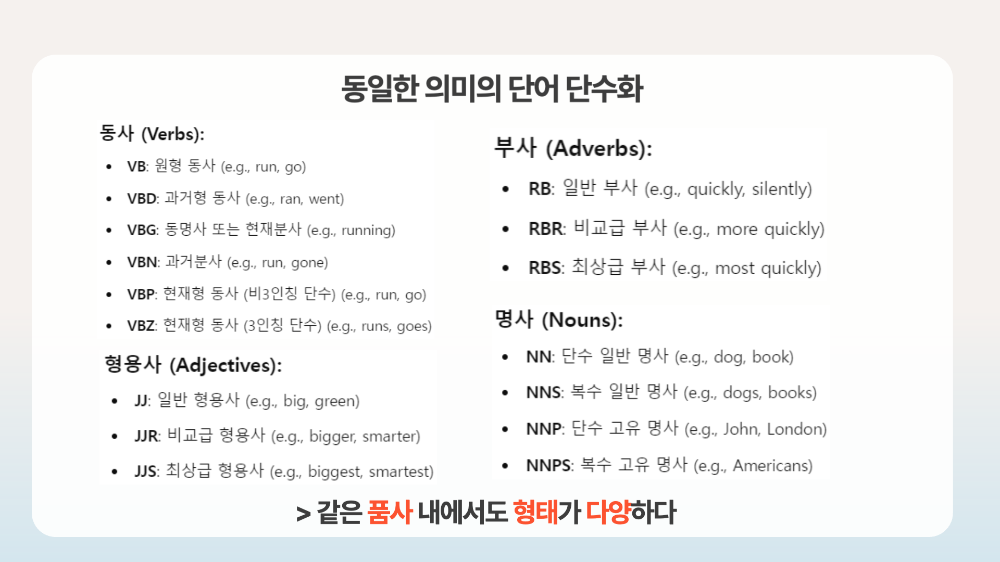 동일한 의미의 단어 단수화
동사 (Verbs):
• VB: 원형 동사 (e.g., run, go)
• VBD: 과거형 동사 (e.g., ran, went)
• VBG: 동명사 또는 현재분사 (e.g., running)
• VBN: 과거분사 (e.g., run, gone)
• VBP: 현재형 동사 (비3인칭 단수) (e.g., run, go)
• VBZ: 현재형 동사 (3인칭 단수) (e.g., runs, goes)
형용사 (Adjectives):
• JJ: 일반 형용사 (e.g., big, green)
• JJR: 비교급 형용사 (e.g., bigger, smarter)
• JJS: 최상급 형용사 (e.g., biggest, smartest)
부사 (Adverbs):
• RB: 일반 부사 (e.g., quickly, silently)
• RBR: 비교급 부사 (e.g., more quickly)
• RBS: 최상급 부사 (e.g., most quickly)
명사 (Nouns):
• NN: 단수 일반 명사 (e.g., dog, book)
• NNS: 복수 일반 명사 (e.g., dogs, books)
• NNP: 단수 고유 명사 (e.g., John, London)
• NNPS: 복수 고유 명사 (e.g., Americans)
> 같은 품사 내에서도 형태가 다양하다